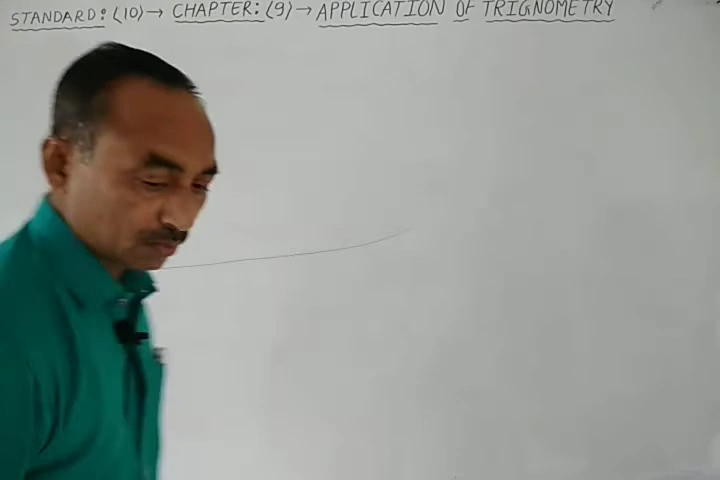 STANDARD:(10)→ CHAPTER:(9)→ APPLICATION OF TRIGNOMETRY